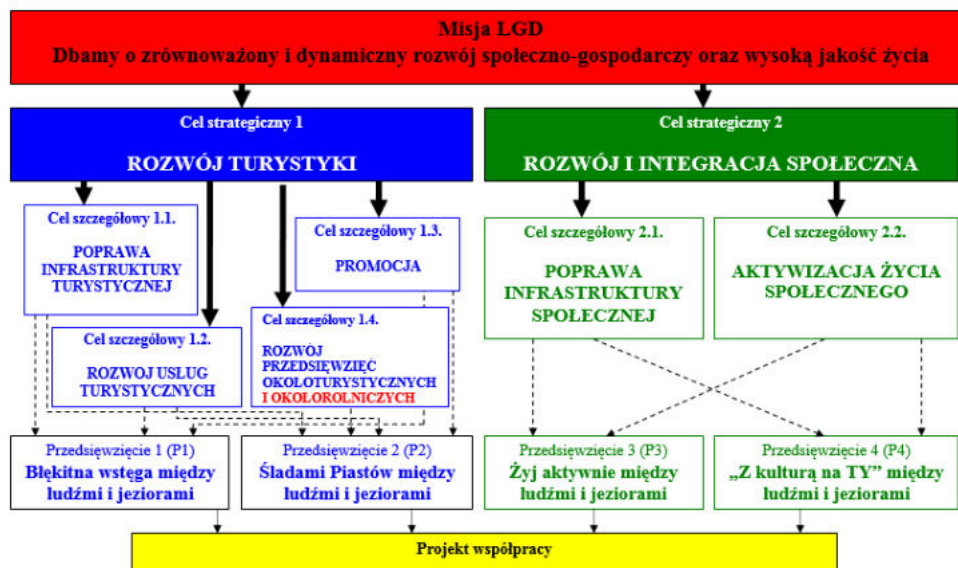 Misja LGD
Dbamy o zrównoważony i dynamiczny rozwój społeczno-gospodarczy oraz wysoką jakość życia
Cel strategiczny 1
ROZWÓJ TURYSTYKI
Cel strategiczny 2
ROZWÓJ I INTEGRACJA SPOŁECZNA
Cel szczegółowy 1.1.
POPRAWA
INFRASTRUKTURY
TURYSTYCZNEJ
Cel szczegółowy 1.2.
ROZWOJ USLUG
TURYSTYCZNYCH
Cel szczegółowy 1.3.
PROMOCJA
Cel szczegółowy 1.4.
ROZWÓJ
PRZEDSIĘWZIĘĆ
OKOŁOTURYSTYCZNYCH
I OKOŁOROLNICZYCH
Cel szczegółowy 2.1.
POPRAWA
INFRASTRUKTURY
SPOŁECZNEJ
Cel szczegółowy 2.2.
AKTYWIZACJA ŻYCIA
SPOŁECZNEGO
Przedsięwzięcie 1 (P1)
Błękitna wstęga między
ludźmi i jeziorami
Przedsięwzięcie 2 (P2)
Śladami Piastów między
ludźmi i jeziorami
Przedsięwzięcie 3 (P3)
Żyj aktywnie między
ludźmi i jeziorami
Przedsięwzięcie 4 (P4)
„Z kulturą na TY” między
ludźmi i jeziorami
Projekt współpracy